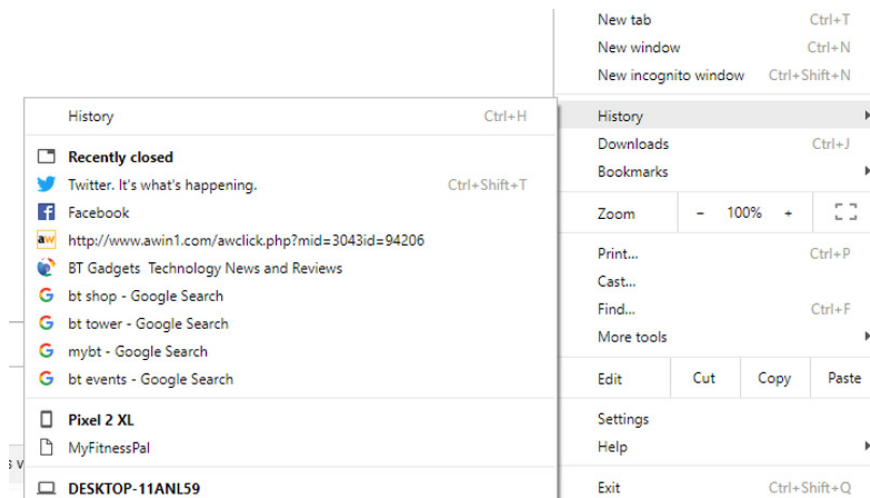 New tab Ctrl+T
New window Ctrl+N
New incognito window Ctrl+Shift+N
History
Downloads Ctrl+J
Bookmarks
Zoom - 100% +
Print... Ctrl+P
Cast...
Find... Ctrl+F
More tools
Edit Cut Copy Paste
Settings
Help
Exit Ctrl+Shift+Q
History Ctrl+H
Recently closed
Twitter. It's what's happening. Ctrl+Shift+T
Facebook
aw http://www.awin1.com/awclick.php?mid=3043id=94206
BT Gadgets Technology News and Reviews
bt shop - Google Search
bt tower - Google Search
mybt - Google Search
bt events - Google Search
Pixel 2 XL
MyFitnessPal
DESKTOP-11ANL59